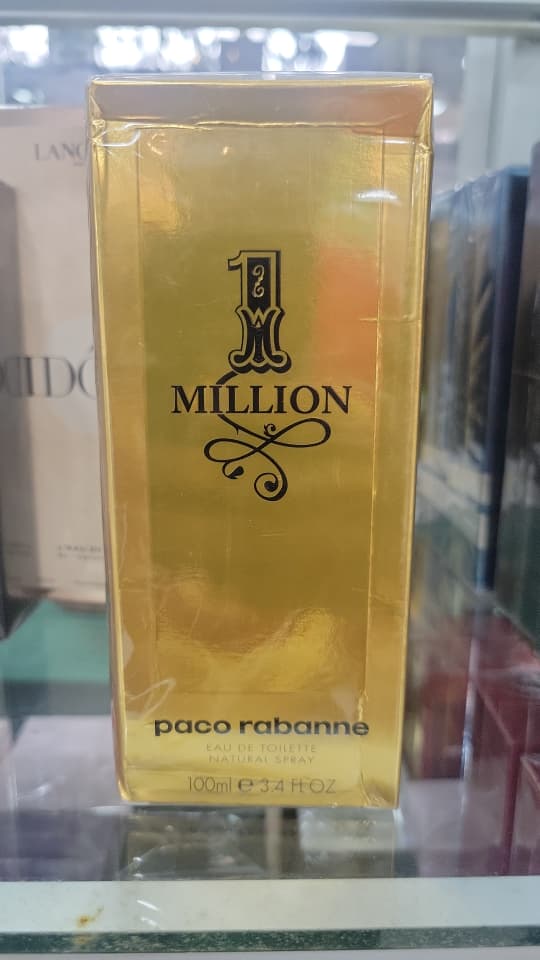 1
MILLION
paco rabanne
EAU DE TOILETTE
NATURAL SPRAY
100ml e 3.4 FL OZ